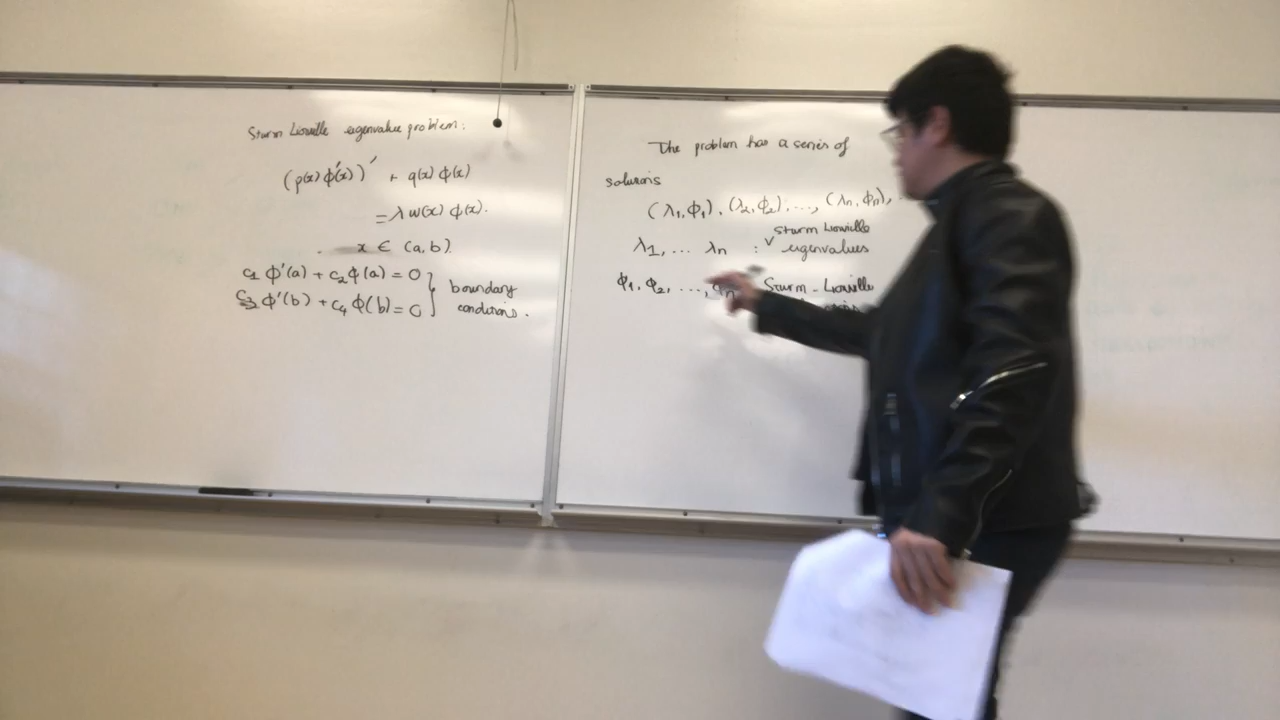 Sturm Liouville eigenvalue problem:
(p(x) ϕ'(x))' + q(x) ϕ(x)
= λ w(x) ϕ(x).
x ∈ (a, b).
c₁ ϕ'(a) + c₂ ϕ(a) = 0
c₃ ϕ'(b) + c₄ ϕ(b) = 0
} boundary
conditions.
The problem has a series of
solutions
(λ₁, ϕ₁), (λ₂, ϕ₂), ..., (λn, ϕn),
Sturm Liouville
λ₁, ... λn : ∨ eigenvalues
ϕ₁, ϕ₂, ..., ϕn Sturm - Liouville